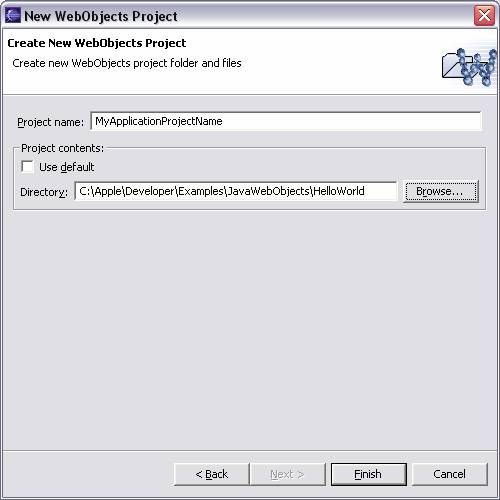 New WebObjects Project
Create New WebObjects Project
Create new WebObjects project folder and files
Project name: MyApplicationProjectName
Project contents:
Use default
Directory: C:\Apple\Developer\Examples\JavaWebObjects\HelloWorld Browse...
< Back Next > Finish Cancel